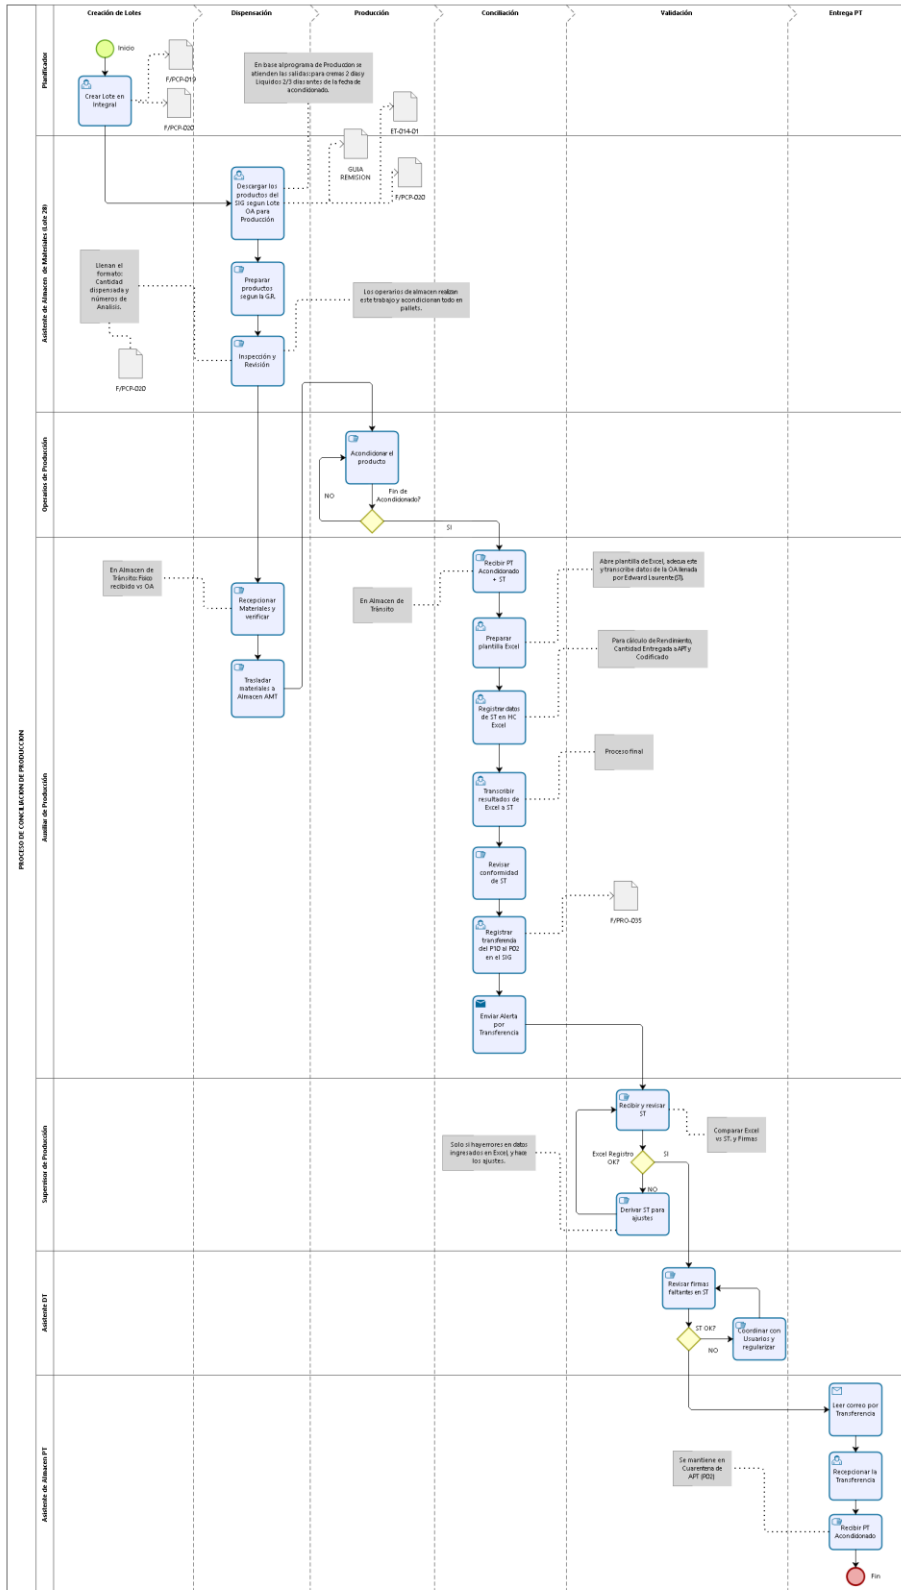 Creación de Lotes
Dispensación
Producción
Conciliación
Validación
Entrega PT
PROCESO DE CONCILIACION DE PRODUCCION
Planificador
Inicio
Crear Lote en
Integral
F/PCP-019
F/PCP-020
En base al programa de Produccion se
atienden las salidas: para cremas 2 dias y
Liquidos 2/3 dias antes de la fecha de
acondicionado.
ET-014-01
GUIA
REMISION
F/PCP-020
Asistente de Almacen de Materiales (Lote 28)
Descargar los
productos del
SIG segun Lote
OA para
Producción
Llenan el
formato:
Cantidad
dispensada y
números de
Analisis.
F/PCP-020
Preparar
productos
segun la G.R.
Los operarios de almacen realizan
este trabajo y acondicionan todo en
pallets.
Inspección y
Revisión
Operarios de Producción
Acondicionar el
producto
Fin de
Acondicionado?
NO
SI
Auxiliar de Producción
En Almacen de
Tránsito: Fisico
recibido vs OA
Recepcionar
Materiales y
verificar
Trasladar
materiales a
Almacen AMT
En Almacen de
Tránsito
Recibir PT
Acondicionado
+ ST
Abre plantilla de Excel, adecua este
y transcribe datos de la OA llenada
por Edward Laurente(ST).
Preparar
plantilla Excel
Para cálculo de Rendimiento,
Cantidad Entregada a APT y
Codificado
Registrar datos
de ST en HC
Excel
Proceso final
Transcribir
resultados de
Excel a ST
Revisar
conformidad
de ST
Registrar
transferencia
del P10 al P02
en el SIG
F/PRO-035
Enviar Alerta
por
Transferencia
Supervisor de Producción
Recibir y revisar
ST
Comparar Excel
vs ST. y Firmas
Solo si hay errores en datos
ingresados en Excel, y hace
los ajustes.
Excel Registro
OK?
SI
NO
Derivar ST para
ajustes
Asistente DT
Revisar firmas
faltantes en ST
ST OK?
NO
Coordinar con
Usuarios y
regularizar
Asistente de Almacen PT
Leer correo por
Transferencia
Se mantiene en
Cuarentena de
APT (P02)
Recepcionar la
Transferencia
Recibir PT
Acondicionado
Fin